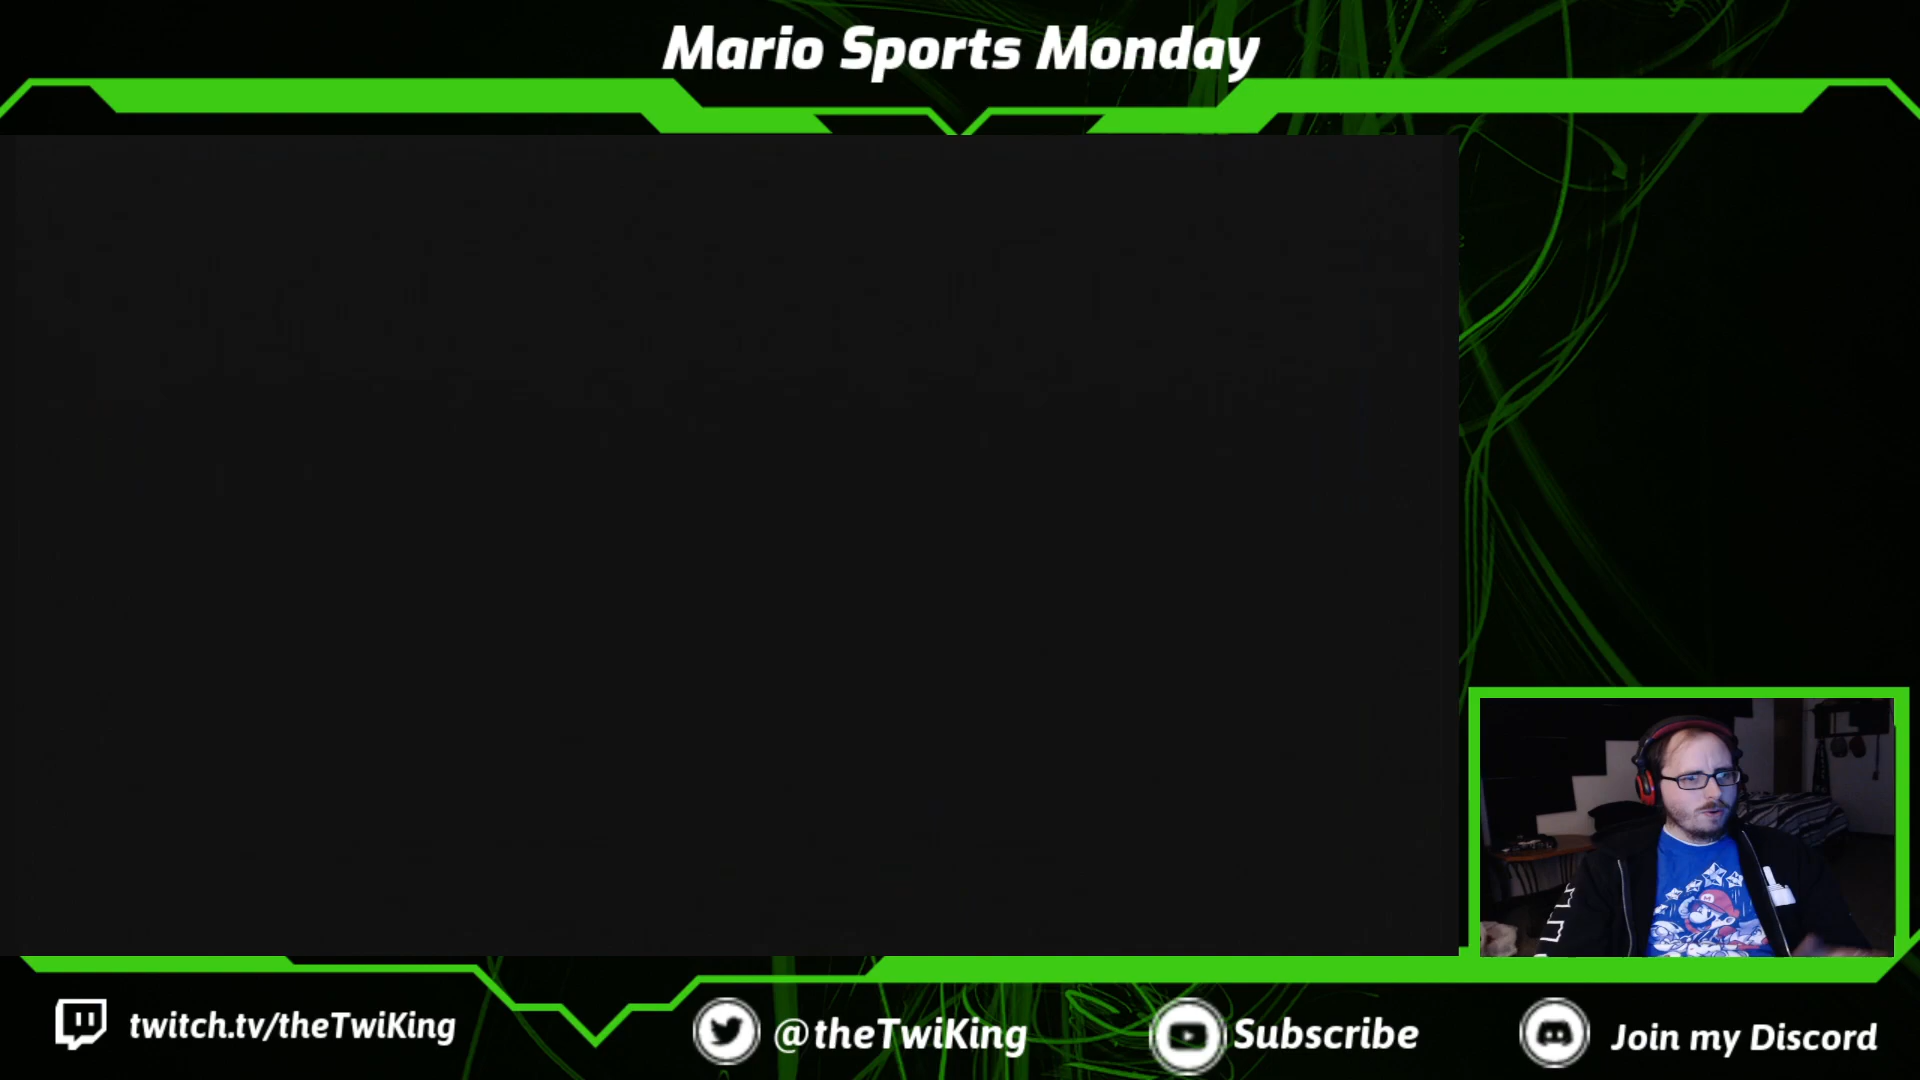 Mario Sports Monday
twitch.tv/theTwiKing
@theTwiKing
Subscribe
Join my Discord